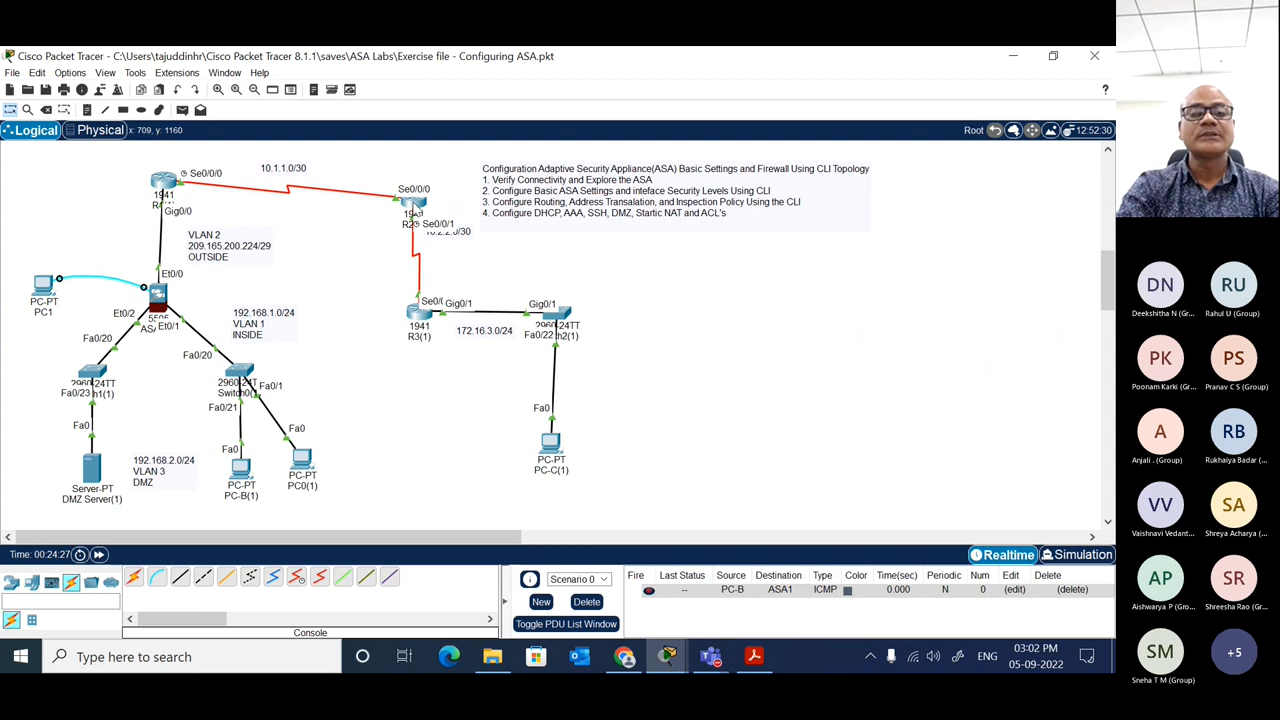 Cisco Packet Tracer - C:\Users\tajuddinhr\Cisco Packet Tracer 8.1.1\saves\ASA Labs\Exercise file - Configuring ASA.pkt
File Edit Options View Tools Extensions Window Help
Logical Physical x: 709, y: 1160
Root 12:52:30
Configuration Adaptive Security Appliance(ASA) Basic Settings and Firewall Using CLI Topology
1. Verify Connectivity and Explore the ASA
2. Configure Basic ASA Settings and inteface Security Levels Using CLI
3. Configure Routing, Address Transalation, and Inspection Policy Using the CLI
4. Configure DHCP, AAA, SSH, DMZ, Startic NAT and ACL's
Se0/0/0
10.1.1.0/30
Se0/0/0
1941
Gig0/0
Se0/0/1
VLAN 2
209.165.200.224/29
OUTSIDE
Et0/0
PC-PT
PC1
5505
Et0/2
Et0/1
192.168.1.0/24
VLAN 1
INSIDE
Gig0/1
Gig0/1
1941
R3(1)
172.16.3.0/24
Fa0/22
Fa0/20
Fa0/20
Fa0/23
Fa0/1
Fa0/21
Fa0
Fa0
Fa0
Fa0
192.168.2.0/24
VLAN 3
DMZ
Server-PT
DMZ Server(1)
PC-PT
PC-B(1)
PC-PT
PC0(1)
PC-PT
PC-C(1)
Time: 00:24:27
Realtime Simulation
Scenario 0
New Delete
Toggle PDU List Window
Fire Last Status Source Destination Type Color Time(sec) Periodic Num Edit Delete
-- PC-B ASA1 ICMP 0.000 N 0 (edit) (delete)
Console
Type here to search
ENG
03:02 PM
05-09-2022
DN
Deekshitha N (Gr...
RU
Rahul U (Group)
PK
Poonam Karki (Gr...
PS
Pranav C S (Group)
A
Anjali . (Group)
RB
Rukhaiya Badar (Group)
VV
Vaishnavi Vedant...
SA
Shreya Acharya (Group)
AP
Aishwarya P (Gro...
SR
Shreesha Rao (Group)
SM
Sneha T M (Group)
+5